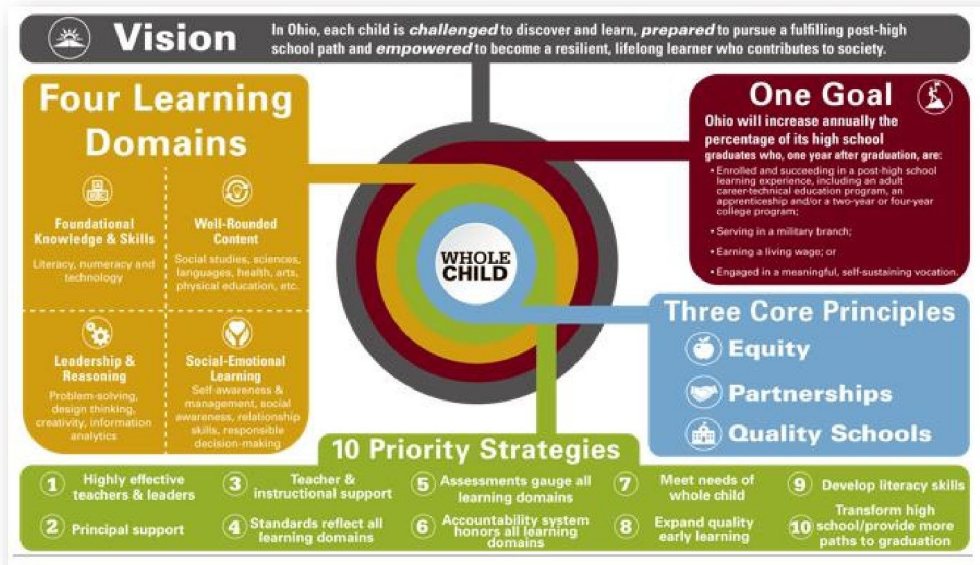 Vision
In Ohio, each child is challenged to discover and learn, prepared to pursue a fulfilling post-high
school path and empowered to become a resilient, lifelong learner who contributes to society.
Four Learning
Domains
Foundational
Knowledge & Skills
Literacy, numeracy and
technology
Well-Rounded
Content
Social studies, sciences,
languages, health, arts,
physical education, etc.
Leadership &
Reasoning
Problem-solving,
design thinking,
creativity, information
analytics
Social-Emotional
Learning
Self-awareness &
management, social
awareness, relationship
skills, responsible
decision-making
WHOLE
CHILD
One Goal
Ohio will increase annually the
percentage of its high school
graduates who, one year after graduation, are:
• Enrolled and succeeding in a post-high school
learning experience, including an adult
career-technical education program, an
apprenticeship and/or a two-year or four-year
college program;
• Serving in a military branch;
• Earning a living wage; or
• Engaged in a meaningful, self-sustaining vocation.
Three Core Principles
Equity
Partnerships
Quality Schools
10 Priority Strategies
1 Highly effective
teachers & leaders
2 Principal support
3 Teacher &
instructional support
4 Standards reflect all
learning domains
5 Assessments gauge all
learning domains
6 Accountability system
honors all learning
domains
7 Meet needs of
whole child
8 Expand quality
early learning
9 Develop literacy skills
10 Transform high
school/provide more
paths to graduation